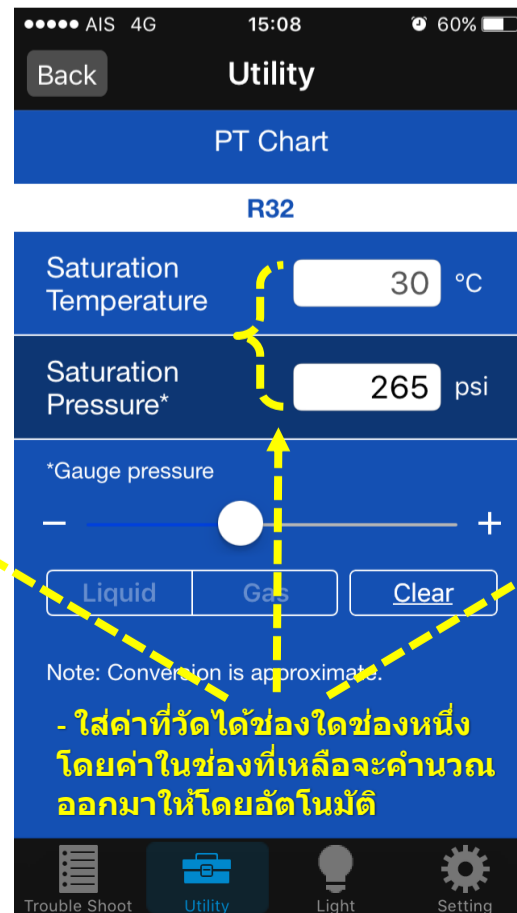 AIS 4G 15:08 60%
Back Utility
PT Chart
R32
Saturation
Temperature
30 °C
Saturation
Pressure*
265 psi
*Gauge pressure
− +
Liquid Gas Clear
Note: Conversion is approximate.
- ใส่ค่าที่วัดได้ช่องใดช่องหนึ่ง
โดยค่าในช่องที่เหลือจะคำนวณ
ออกมาให้โดยอัตโนมัติ
Trouble Shoot Utility Light Setting